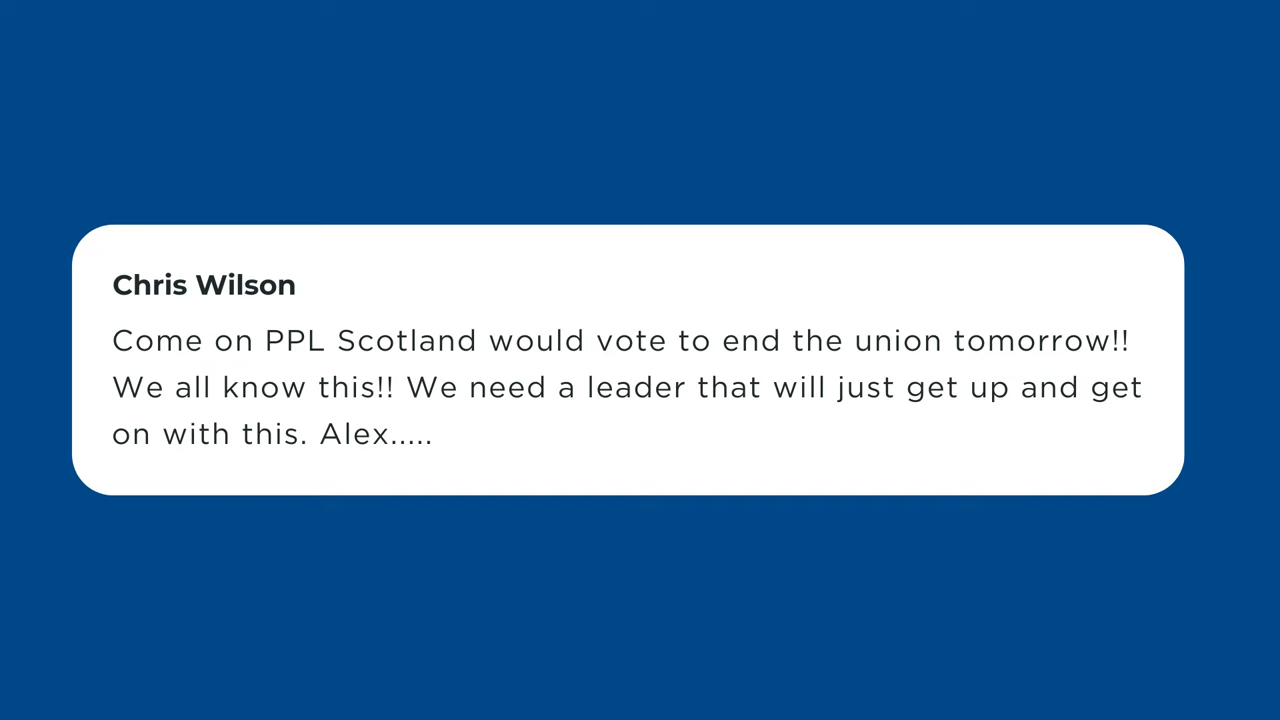 Chris Wilson
Come on PPL Scotland would vote to end the union tomorrow!!
We all know this!! We need a leader that will just get up and get
on with this. Alex.....